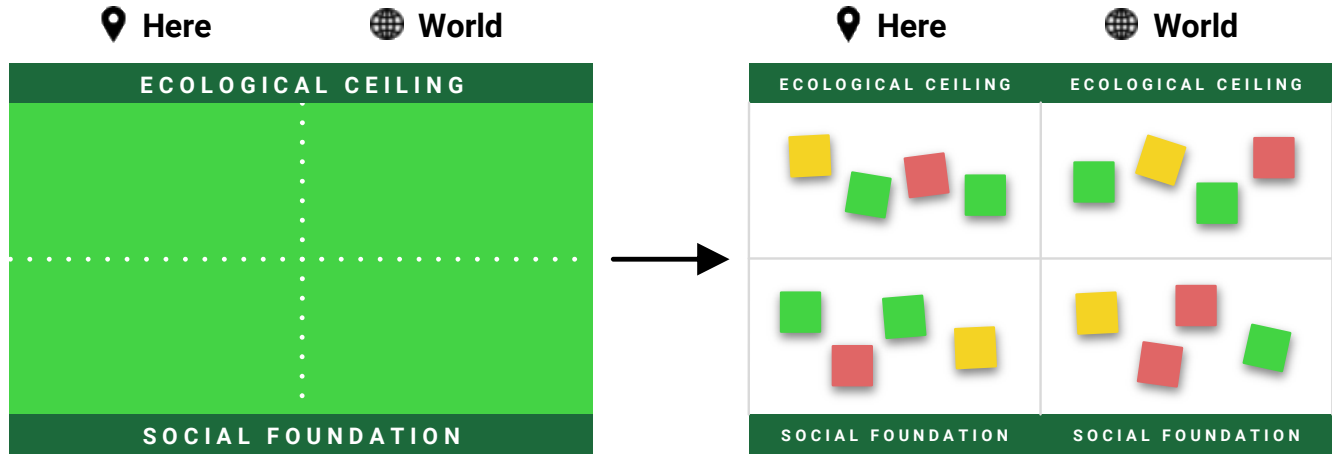 Here World Here World
ECOLOGICAL CEILING ECOLOGICAL CEILING ECOLOGICAL CEILING
SOCIAL FOUNDATION SOCIAL FOUNDATION SOCIAL FOUNDATION